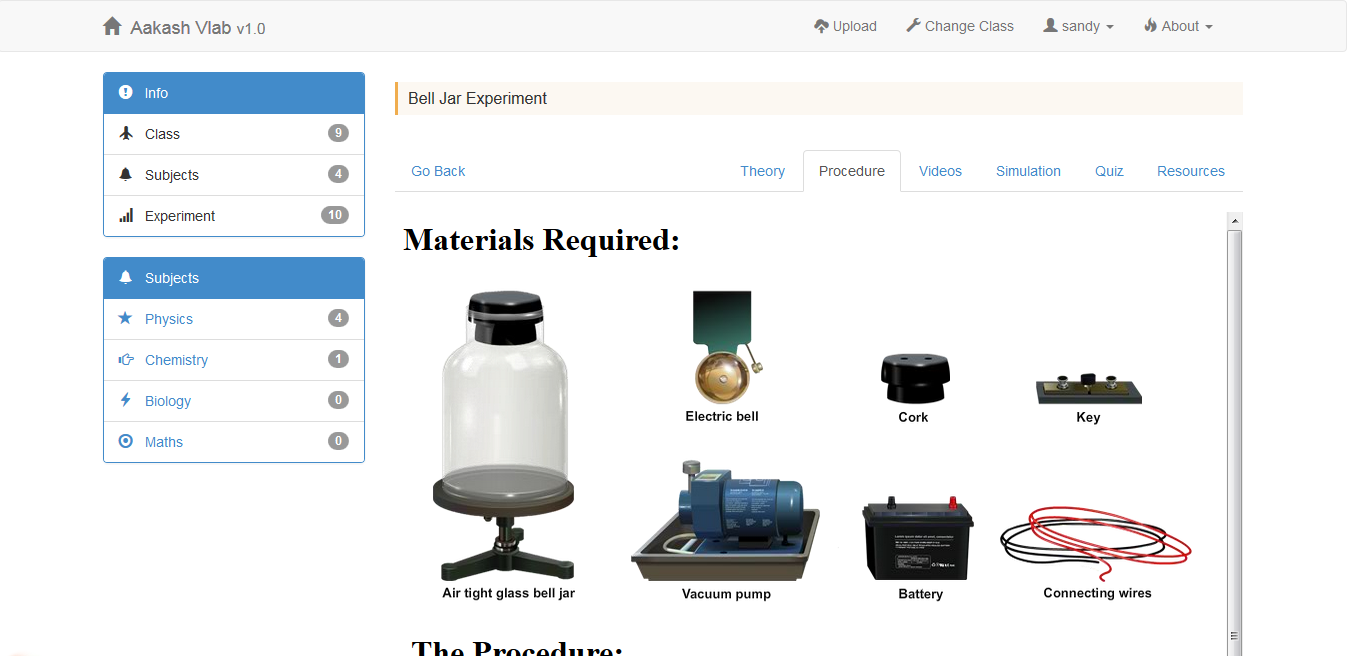 Aakash Vlab v1.0
Upload Change Class sandy About
Info
Class 9
Subjects 4
Experiment 10
Subjects
Physics 4
Chemistry 1
Biology 0
Maths 0
Bell Jar Experiment
Go Back Theory Procedure Videos Simulation Quiz Resources
Materials Required:
Electric bell Cork Key
Air tight glass bell jar Vacuum pump Battery Connecting wires
The Procedure: